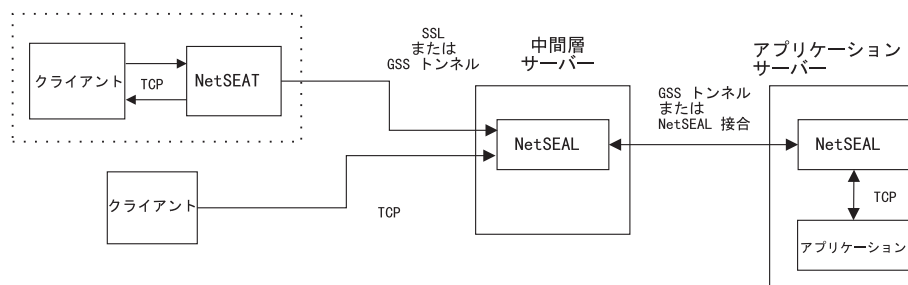 クライアント
TCP
NetSEAT
SSL
または
GSS トンネル
中間層
サーバー
NetSEAL
GSS トンネル
または
NetSEAL 接合
アプリケーション
サーバー
NetSEAL
TCP
アプリケーション
クライアント
TCP